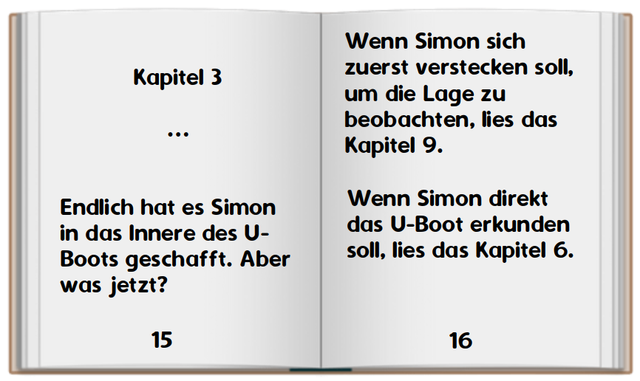 Kapitel 3
...
Endlich hat es Simon
in das Innere des U-
Boots geschafft. Aber
was jetzt?
15
Wenn Simon sich
zuerst verstecken soll,
um die Lage zu
beobachten, lies das
Kapitel 9.
Wenn Simon direkt
das U-Boot erkunden
soll, lies das Kapitel 6.
16